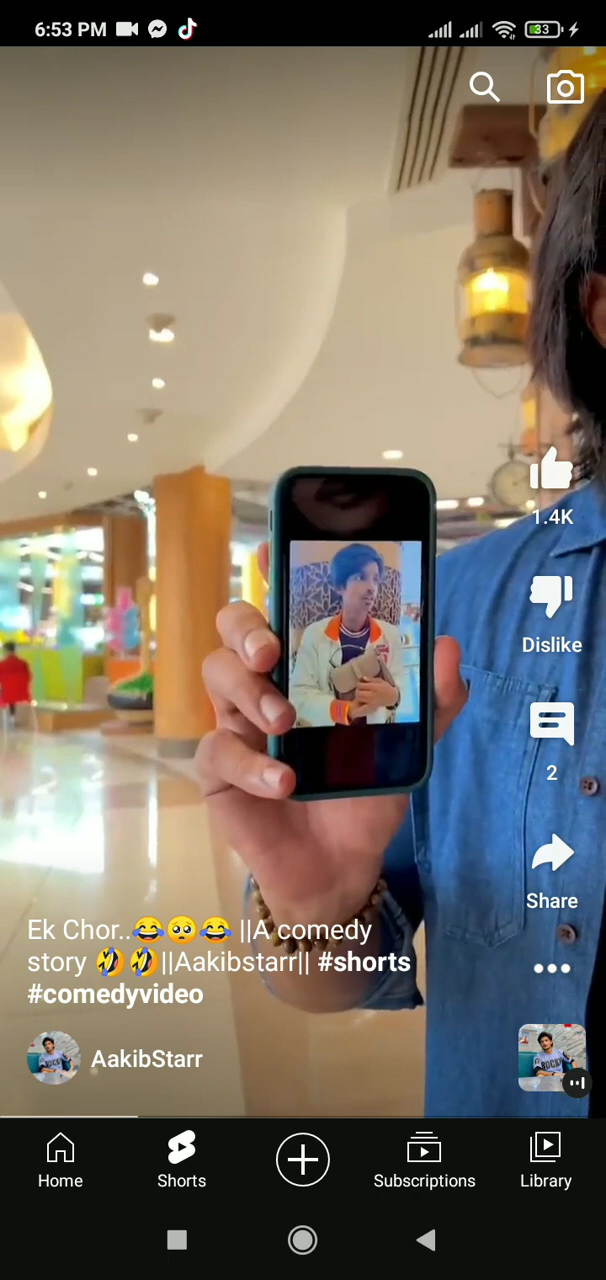 6:53 PM
33
1.4K
Dislike
2
Share
Ek Chor..😂🥺😂 ||A comedy
story 🤣🤣||Aakibstarr|| #shorts
#comedyvideo
AakibStarr
Home
Shorts
Subscriptions
Library